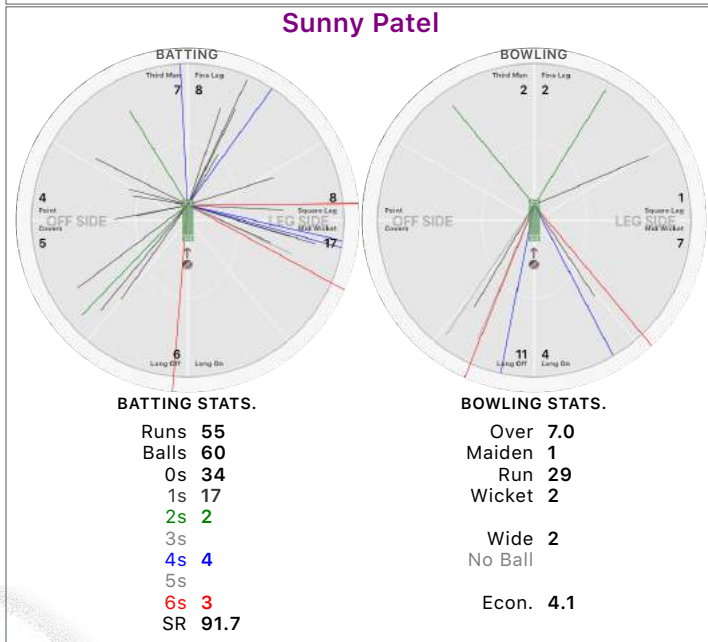 Sunny Patel
BATTING
BOWLING
Third Man Fine Leg
7 8
Third Man Fine Leg
2 2
4
Point
OFF SIDE
Covers
5
8
Square Leg
LEG SIDE
Mid Wicket
17
Point
OFF SIDE
Covers
1
Square Leg
LEG SIDE
Mid Wicket
7
6
Long Off Long On
11 4
Long Off Long On
BATTING STATS.
Runs 55
Balls 60
0s 34
1s 17
2s 2
3s
4s 4
5s
6s 3
SR 91.7
BOWLING STATS.
Over 7.0
Maiden 1
Run 29
Wicket 2
Wide 2
No Ball
Econ. 4.1